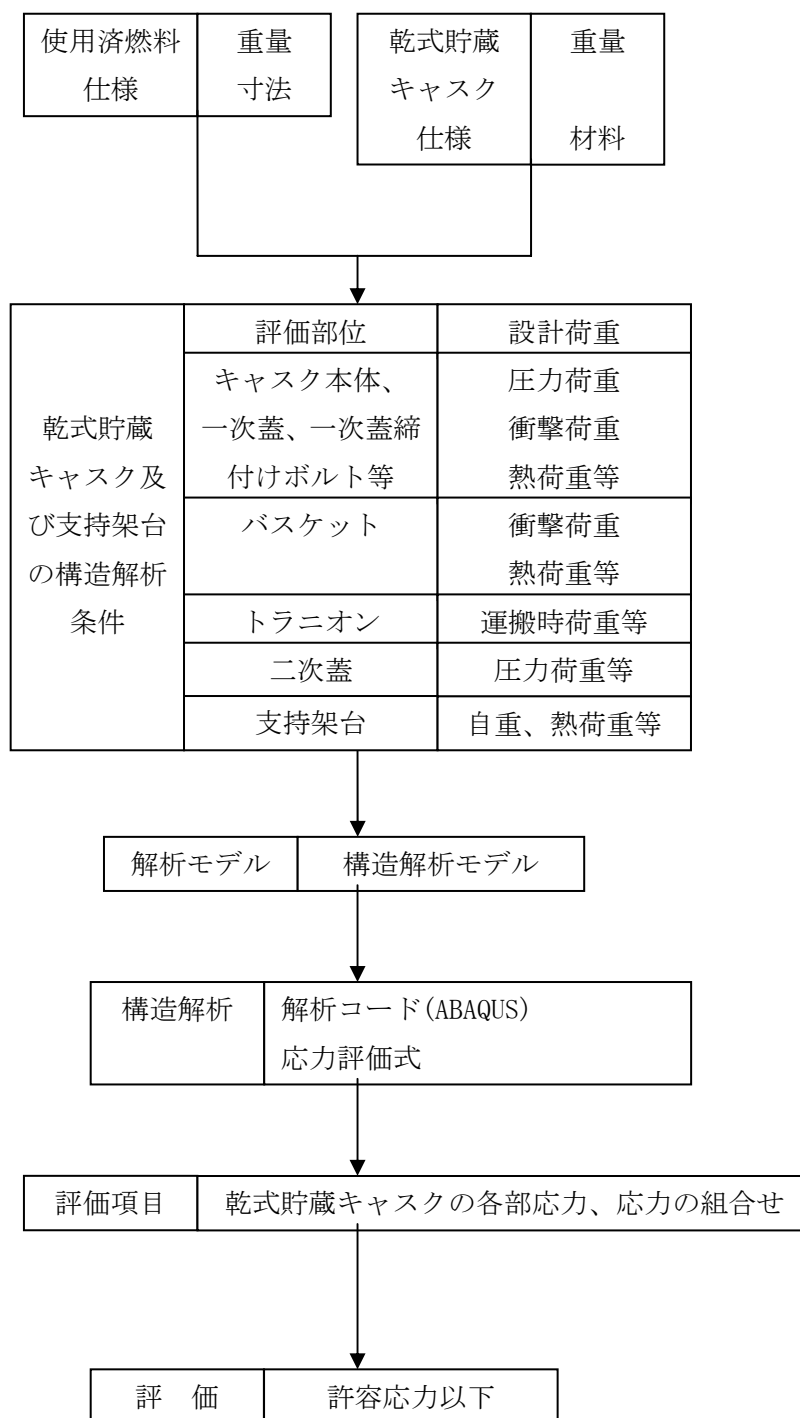 使用済燃料
仕様
重量
寸法
乾式貯蔵
キャスク
仕様
重量
材料
乾式貯蔵
キャスク及
び支持架台
の構造解析
条件
評価部位
設計荷重
キャスク本体、
一次蓋、一次蓋締
付けボルト等
圧力荷重
衝撃荷重
熱荷重等
バスケット
衝撃荷重
熱荷重等
トラニオン
運搬時荷重等
二次蓋
圧力荷重等
支持架台
自重、熱荷重等
解析モデル
構造解析モデル
構造解析
解析コード(ABAQUS)
応力評価式
評価項目
乾式貯蔵キャスクの各部応力、応力の組合せ
評　価
許容応力以下